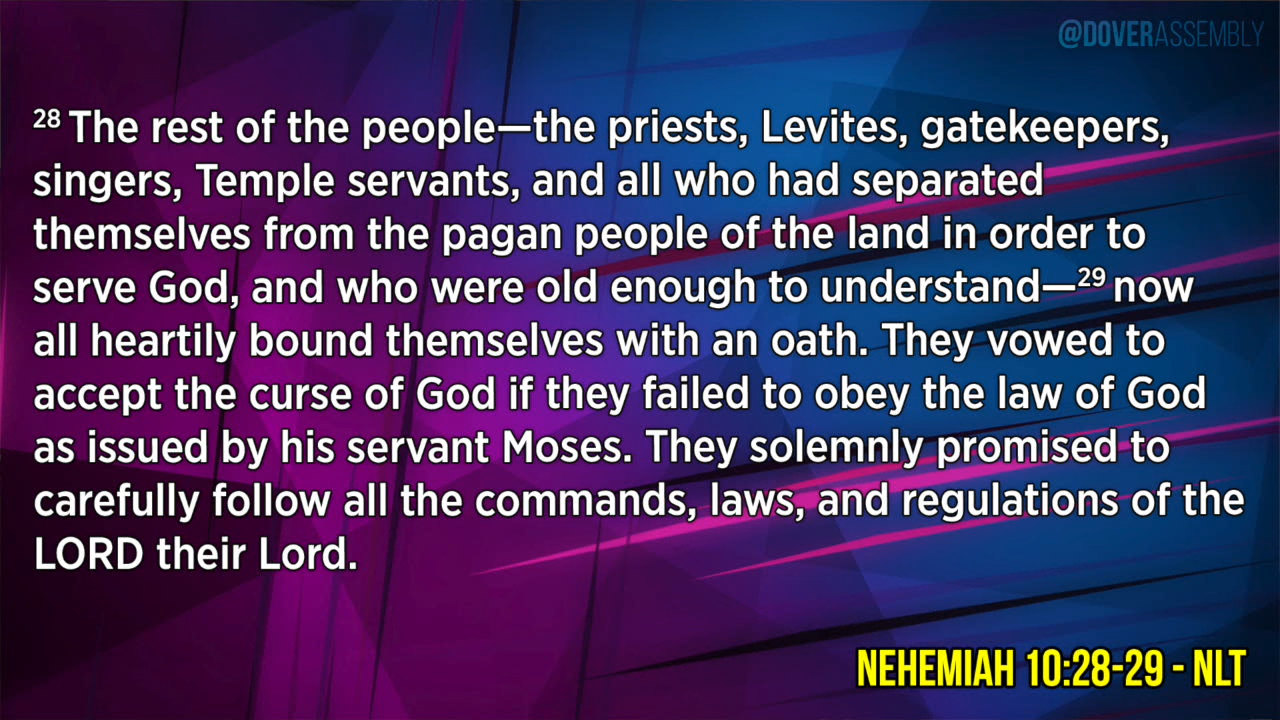 @DOVERASSEMBLY
28 The rest of the people—the priests, Levites, gatekeepers,
singers, Temple servants, and all who had separated
themselves from the pagan people of the land in order to
serve God, and who were old enough to understand—29 now
all heartily bound themselves with an oath. They vowed to
accept the curse of God if they failed to obey the law of God
as issued by his servant Moses. They solemnly promised to
carefully follow all the commands, laws, and regulations of the
LORD their Lord.
NEHEMIAH 10:28-29 - NLT